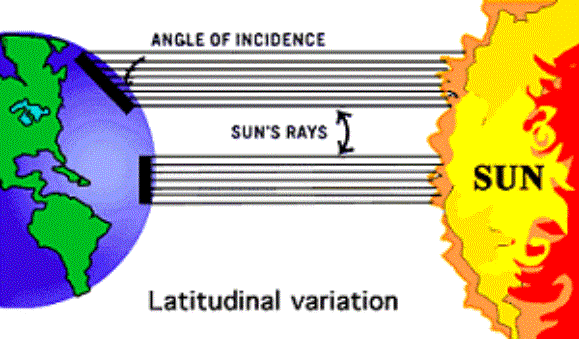 ANGLE OF INCIDENCE
SUN'S RAYS
SUN
Latitudinal variation